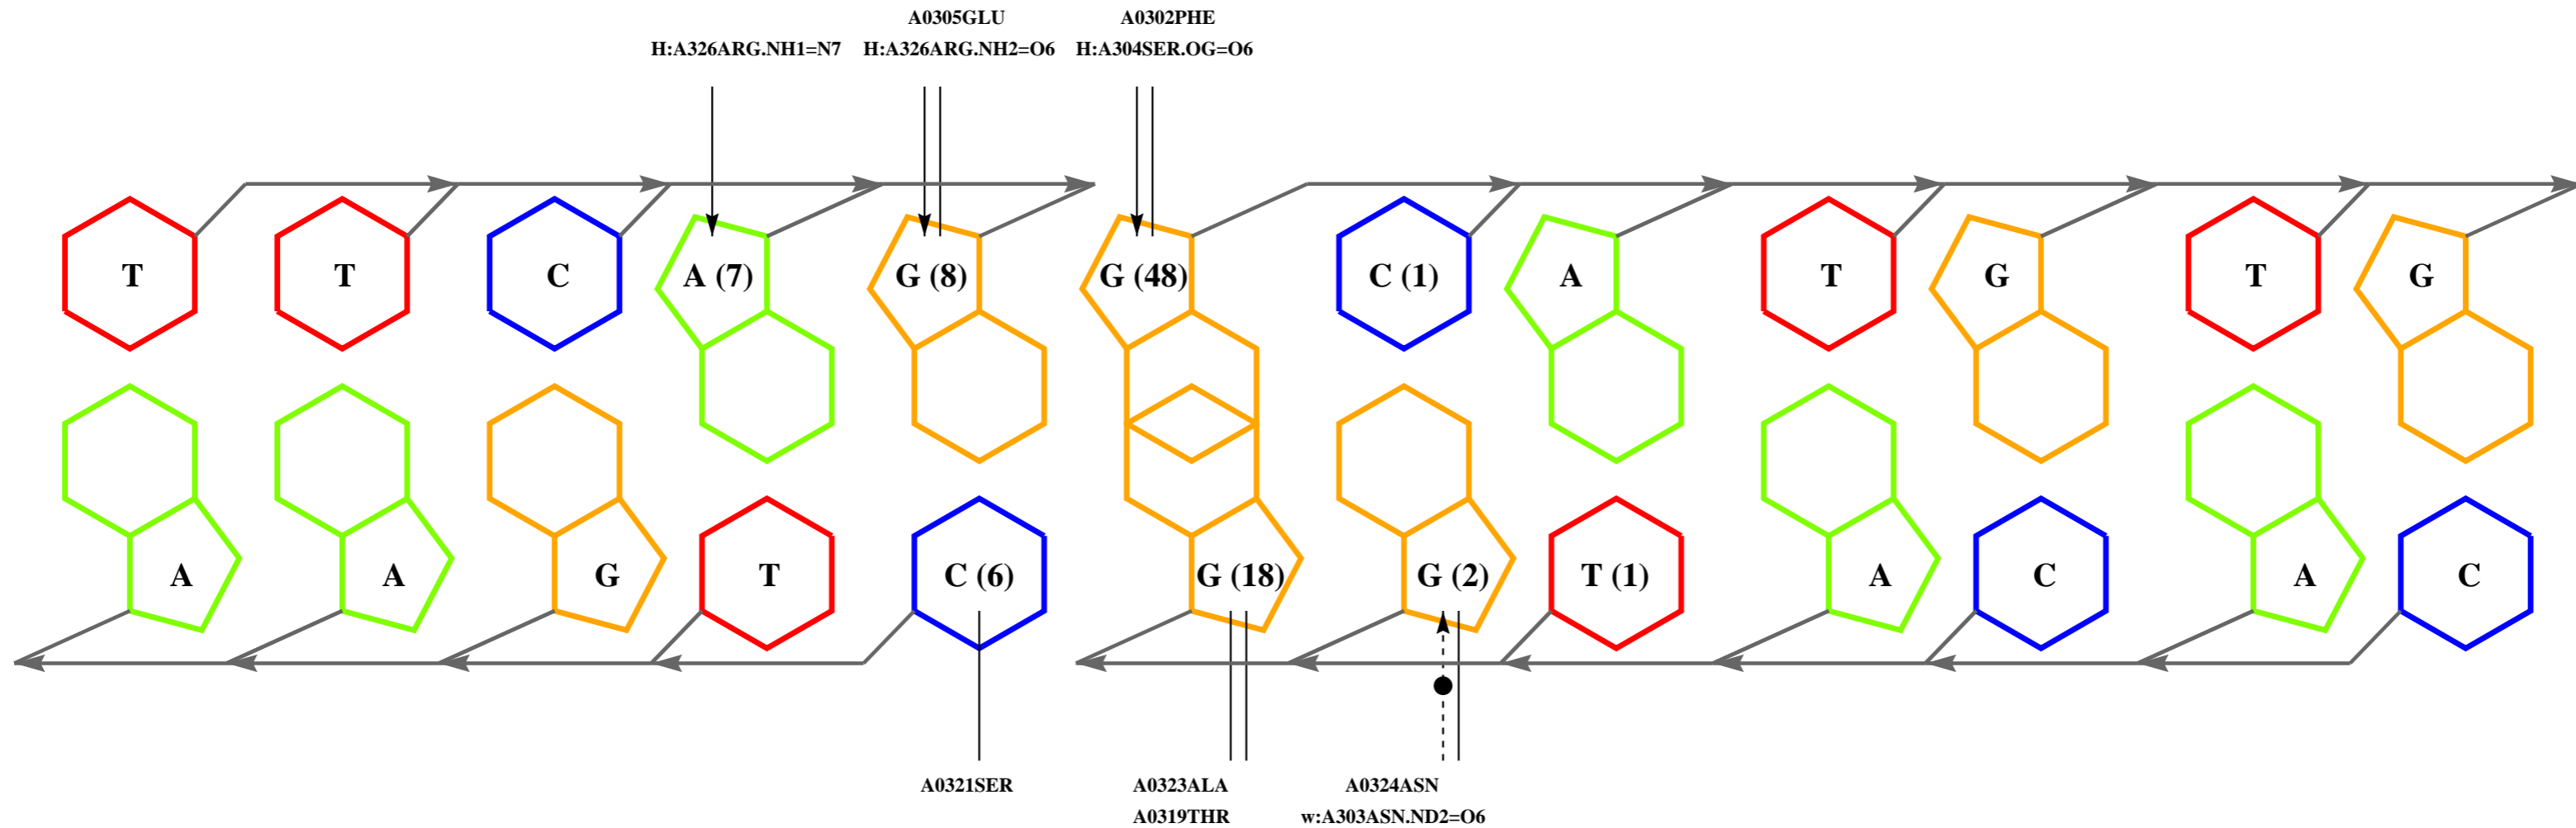 A0305GLU A0302PHE
H:A326ARG.NH1=N7 H:A326ARG.NH2=O6 H:A304SER.OG=O6
T T C A (7) G (8) G (48) C (1) A T G T G
A A G T C (6) G (18) G (2) T (1) A C A C
A0321SER A0323ALA A0324ASN
A0319THR w:A303ASN.ND2=O6